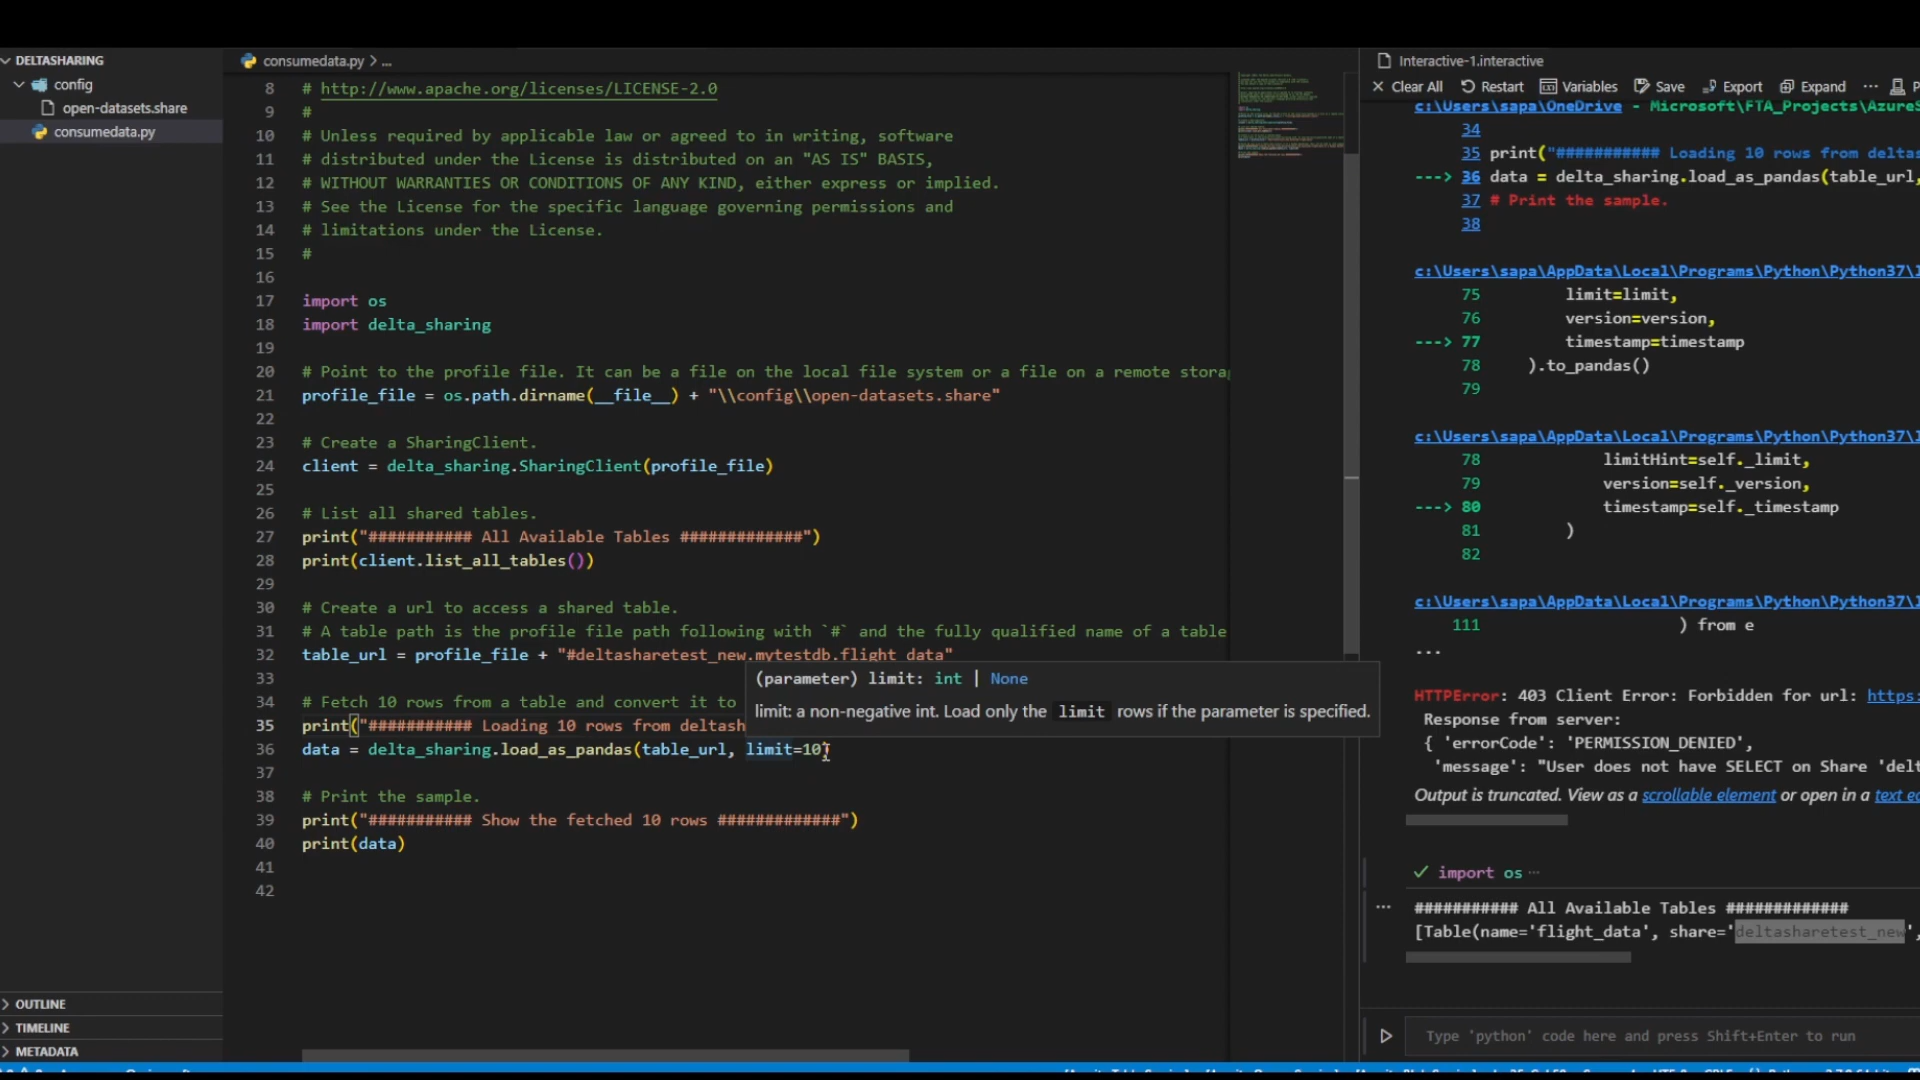 DELTASHARING
config
open-datasets.share
consumedata.py
OUTLINE
TIMELINE
METADATA
consumedata.py > ...
8 # http://www.apache.org/licenses/LICENSE-2.0
9 #
10 # Unless required by applicable law or agreed to in writing, software
11 # distributed under the License is distributed on an "AS IS" BASIS,
12 # WITHOUT WARRANTIES OR CONDITIONS OF ANY KIND, either express or implied.
13 # See the License for the specific language governing permissions and
14 # limitations under the License.
15 #
16
17 import os
18 import delta_sharing
19
20 # Point to the profile file. It can be a file on the local file system or a file on a remote stora
21 profile_file = os.path.dirname(__file__) + "\\config\\open-datasets.share"
22
23 # Create a SharingClient.
24 client = delta_sharing.SharingClient(profile_file)
25
26 # List all shared tables.
27 print("########### All Available Tables #############")
28 print(client.list_all_tables())
29
30 # Create a url to access a shared table.
31 # A table path is the profile file path following with `#` and the fully qualified name of a table
32 table_url = profile_file + "#deltasharetest_new.mytestdb.flight_data"
33
(parameter) limit: int | None
limit: a non-negative int. Load only the limit rows if the parameter is specified.
34 # Fetch 10 rows from a table and convert it to
35 print("########### Loading 10 rows from deltash
36 data = delta_sharing.load_as_pandas(table_url, limit=10)
37
38 # Print the sample.
39 print("########### Show the fetched 10 rows #############")
40 print(data)
41
42
Interactive-1.interactive
Clear All Restart Variables Save Export Expand ...
c:\Users\sapa\OneDrive - Microsoft\FTA_Projects\AzureS
34
35 print("########### Loading 10 rows from deltas
---> 36 data = delta_sharing.load_as_pandas(table_url,
37 # Print the sample.
38
c:\Users\sapa\AppData\Local\Programs\Python\Python37\l
75 limit=limit,
76 version=version,
---> 77 timestamp=timestamp
78 ).to_pandas()
79
c:\Users\sapa\AppData\Local\Programs\Python\Python37\l
78 limitHint=self._limit,
79 version=self._version,
---> 80 timestamp=self._timestamp
81 )
82
c:\Users\sapa\AppData\Local\Programs\Python\Python37\l
111 ) from e
...
HTTPError: 403 Client Error: Forbidden for url: https:
Response from server:
{ 'errorCode': 'PERMISSION_DENIED',
'message': "User does not have SELECT on Share 'delt
Output is truncated. View as a scrollable element or open in a text ed
import os ...
... ########### All Available Tables #############
[Table(name='flight_data', share='deltasharetest_new',
Type 'python' code here and press Shift+Enter to run